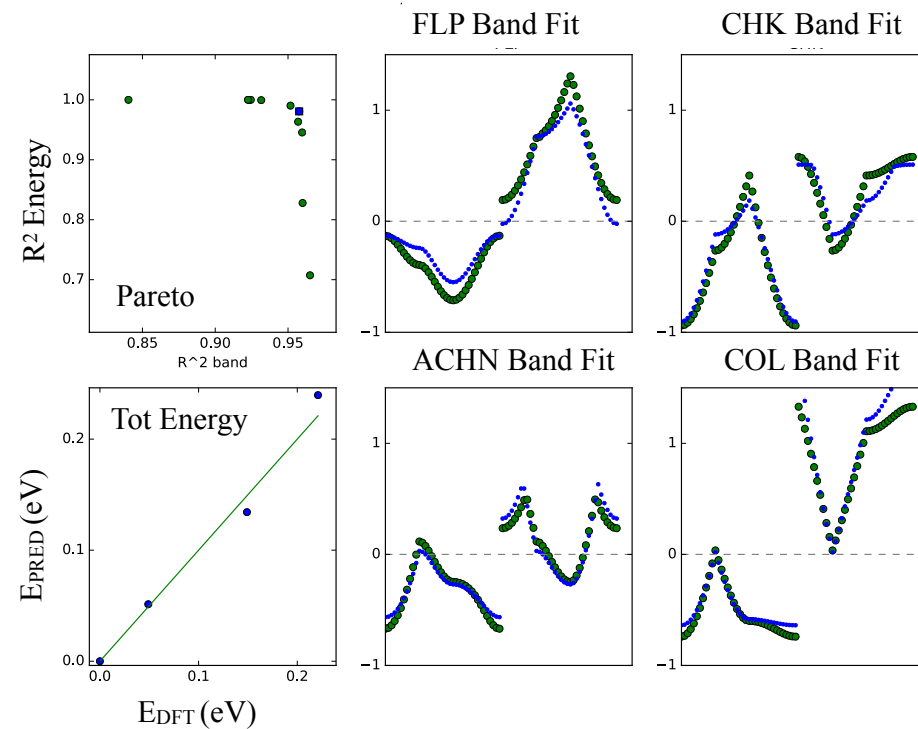 FLP Band Fit
CHK Band Fit
1.0
0.9
0.8
0.7
R² Energy
Pareto
0.85
0.90
0.95
R^2 band
1
0
−1
1
0
−1
ACHN Band Fit
COL Band Fit
Tot Energy
0.2
0.1
0.0
EPRED (eV)
0.0
0.1
0.2
EDFT (eV)
1
0
−1
1
0
−1